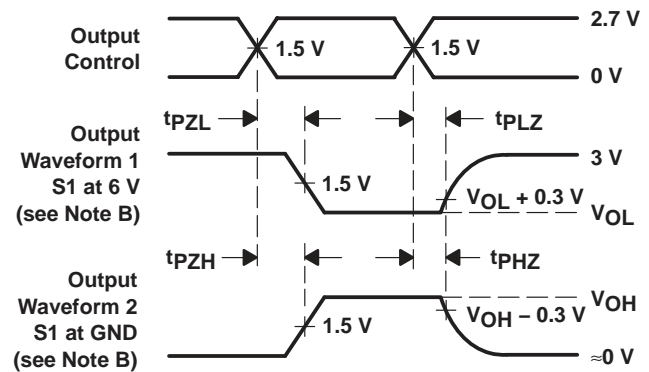 Output
Control
1.5 V
1.5 V
2.7 V
0 V
tPZL
tPLZ
Output
Waveform 1
S1 at 6 V
(see Note B)
1.5 V
3 V
VOL + 0.3 V
VOL
tPZH
tPHZ
Output
Waveform 2
S1 at GND
(see Note B)
1.5 V
VOH
VOH − 0.3 V
≈0 V